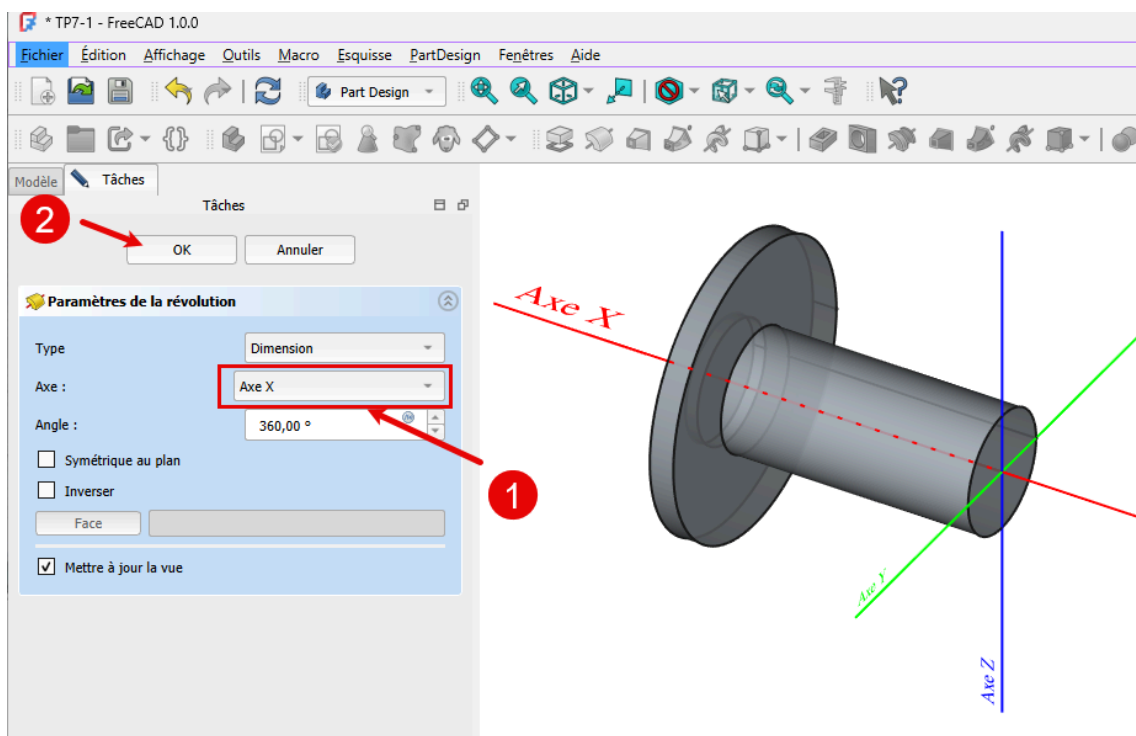 * TP7-1 - FreeCAD 1.0.0
Fichier Édition Affichage Outils Macro Esquisse PartDesign Fenêtres Aide
Part Design
Modèle Tâches
Tâches
2
OK Annuler
Paramètres de la révolution
Type Dimension
Axe : Axe X
Angle : 360,00 °
Symétrique au plan
Inverser
1
Face
Mettre à jour la vue
Axe X
Axe Y
Axe Z